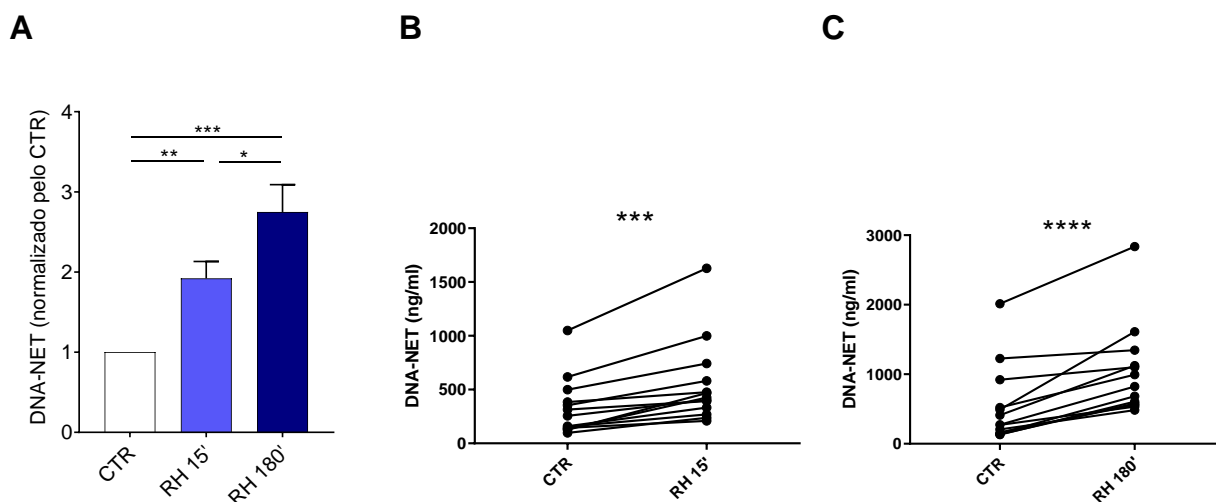 A
DNA-NET (normalizado pelo CTR)
4
3
2
1
0
***
**
*
CTR
RH 15'
RH 180'
B
***
DNA-NET (ng/ml)
2000
1500
1000
500
0
CTR
RH 15'
C
****
DNA-NET (ng/ml)
3000
2000
1000
0
CTR
RH 180'